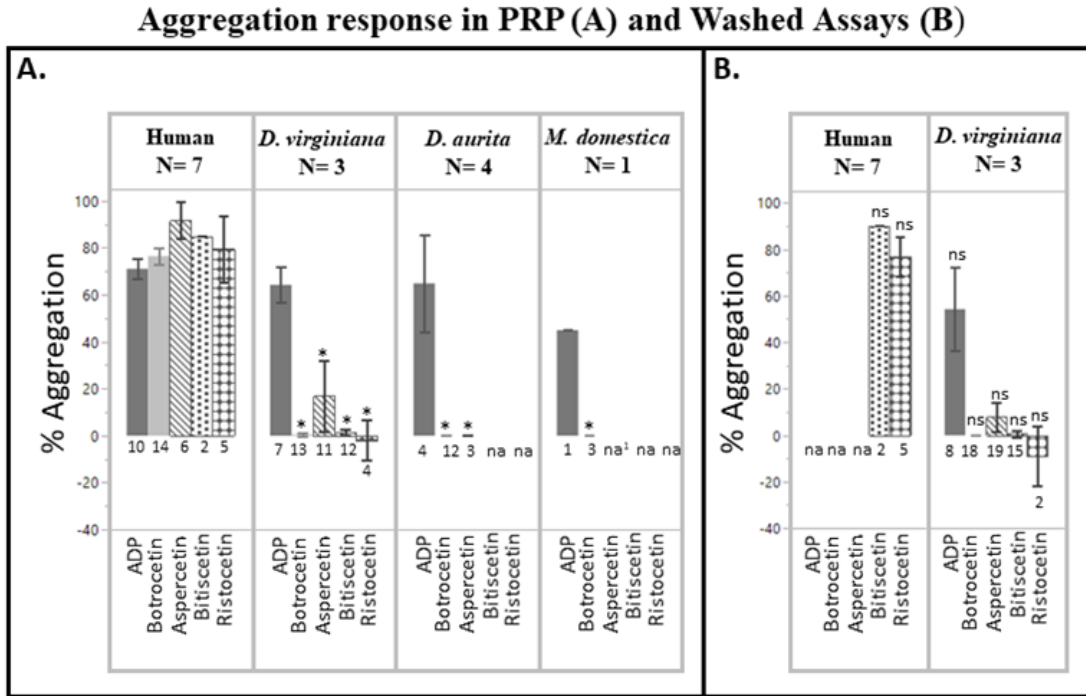 Aggregation response in PRP (A) and Washed Assays (B)
A.
Human
N= 7
D. virginiana
N= 3
D. aurita
N= 4
M. domestica
N= 1
% Aggregation
100
80
60
40
20
0
-20
-40
10 14 6 2 5
* * * *
7 13 11 12 4
* *
4 12 3 na na
*
1 3 na¹ na na
ADP
Botrocetin
Aspercetin
Bitiscetin
Ristocetin
ADP
Botrocetin
Aspercetin
Bitiscetin
Ristocetin
ADP
Botrocetin
Aspercetin
Bitiscetin
Ristocetin
ADP
Botrocetin
Aspercetin
Bitiscetin
Ristocetin
B.
Human
N= 7
D. virginiana
N= 3
% Aggregation
100
80
60
40
20
0
-20
-40
ns ns
na na na 2 5
ns ns ns ns ns
8 18 19 15 2
ADP
Botrocetin
Aspercetin
Bitiscetin
Ristocetin
ADP
Botrocetin
Aspercetin
Bitiscetin
Ristocetin